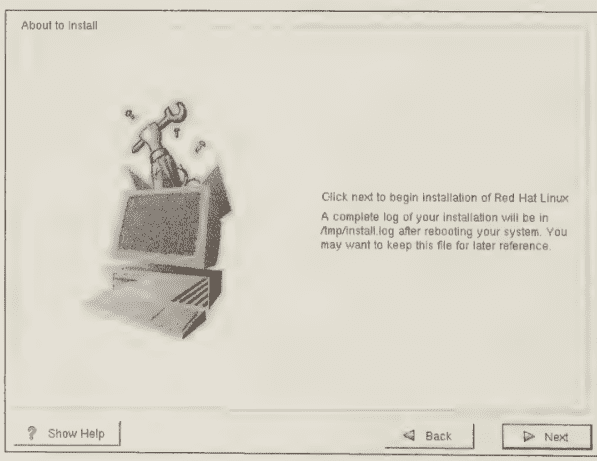 About to Install
Click next to begin installation of Red Hat Linux
A complete log of your installation will be in
/tmp/install.log after rebooting your system. You
may want to keep this file for later reference.
? Show Help
Back
Next